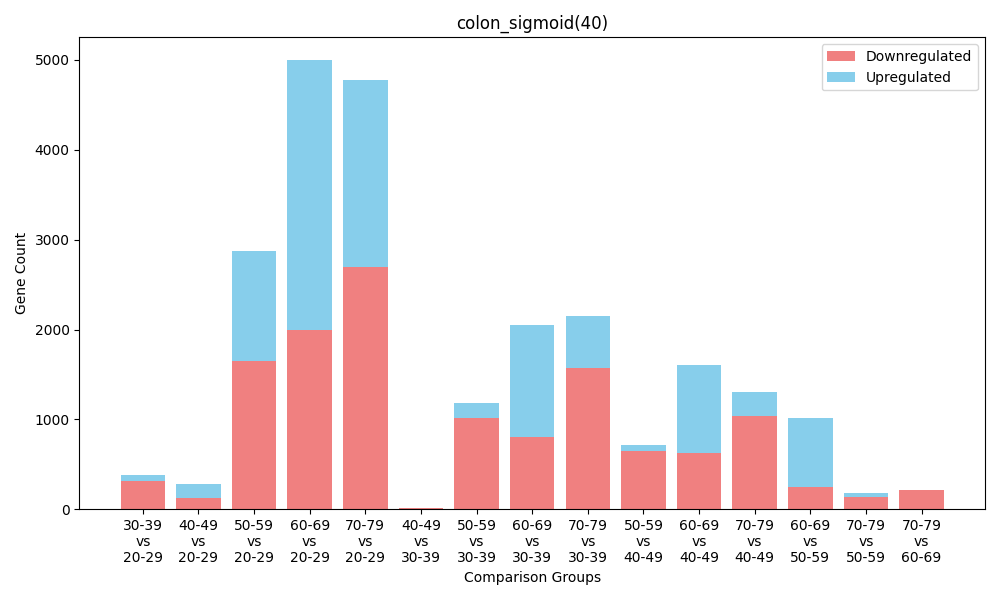 colon_sigmoid(40)
Downregulated
Upregulated
Gene Count
5000
4000
3000
2000
1000
0
30-39 40-49 50-59 60-69 70-79 40-49 50-59 60-69 70-79 50-59 60-69 70-79 60-69 70-79 70-79
vs vs vs vs vs vs vs vs vs vs vs vs vs vs vs
20-29 20-29 20-29 20-29 20-29 30-39 30-39 30-39 30-39 40-49 40-49 40-49 50-59 50-59 60-69
Comparison Groups